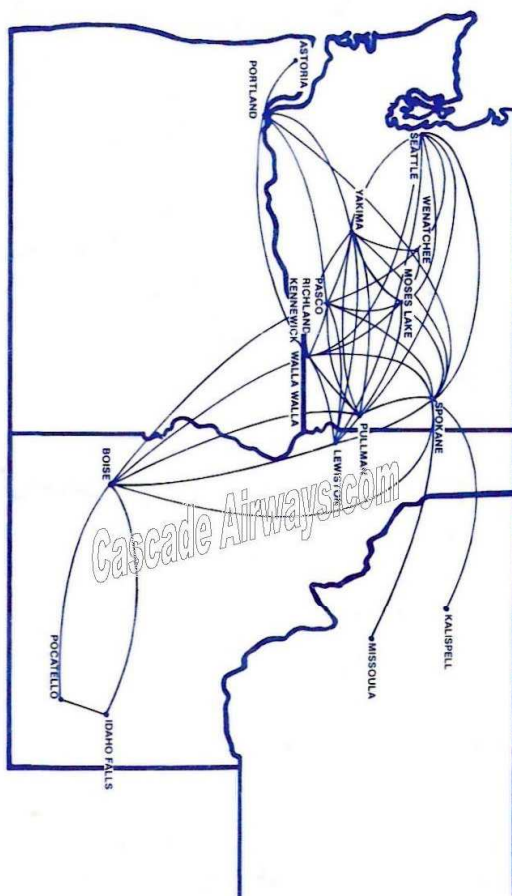 ASTORIA
PORTLAND
SEATTLE
WENATCHEE
YAKIMA
MOSES LAKE
PASCO
RICHLAND
KENNEWICK
WALLA WALLA
SPOKANE
PULLMAN
LEWISTON
BOISE
KALISPELL
MISSOULA
POCATELLO
IDAHO FALLS
Cascade Airways.com